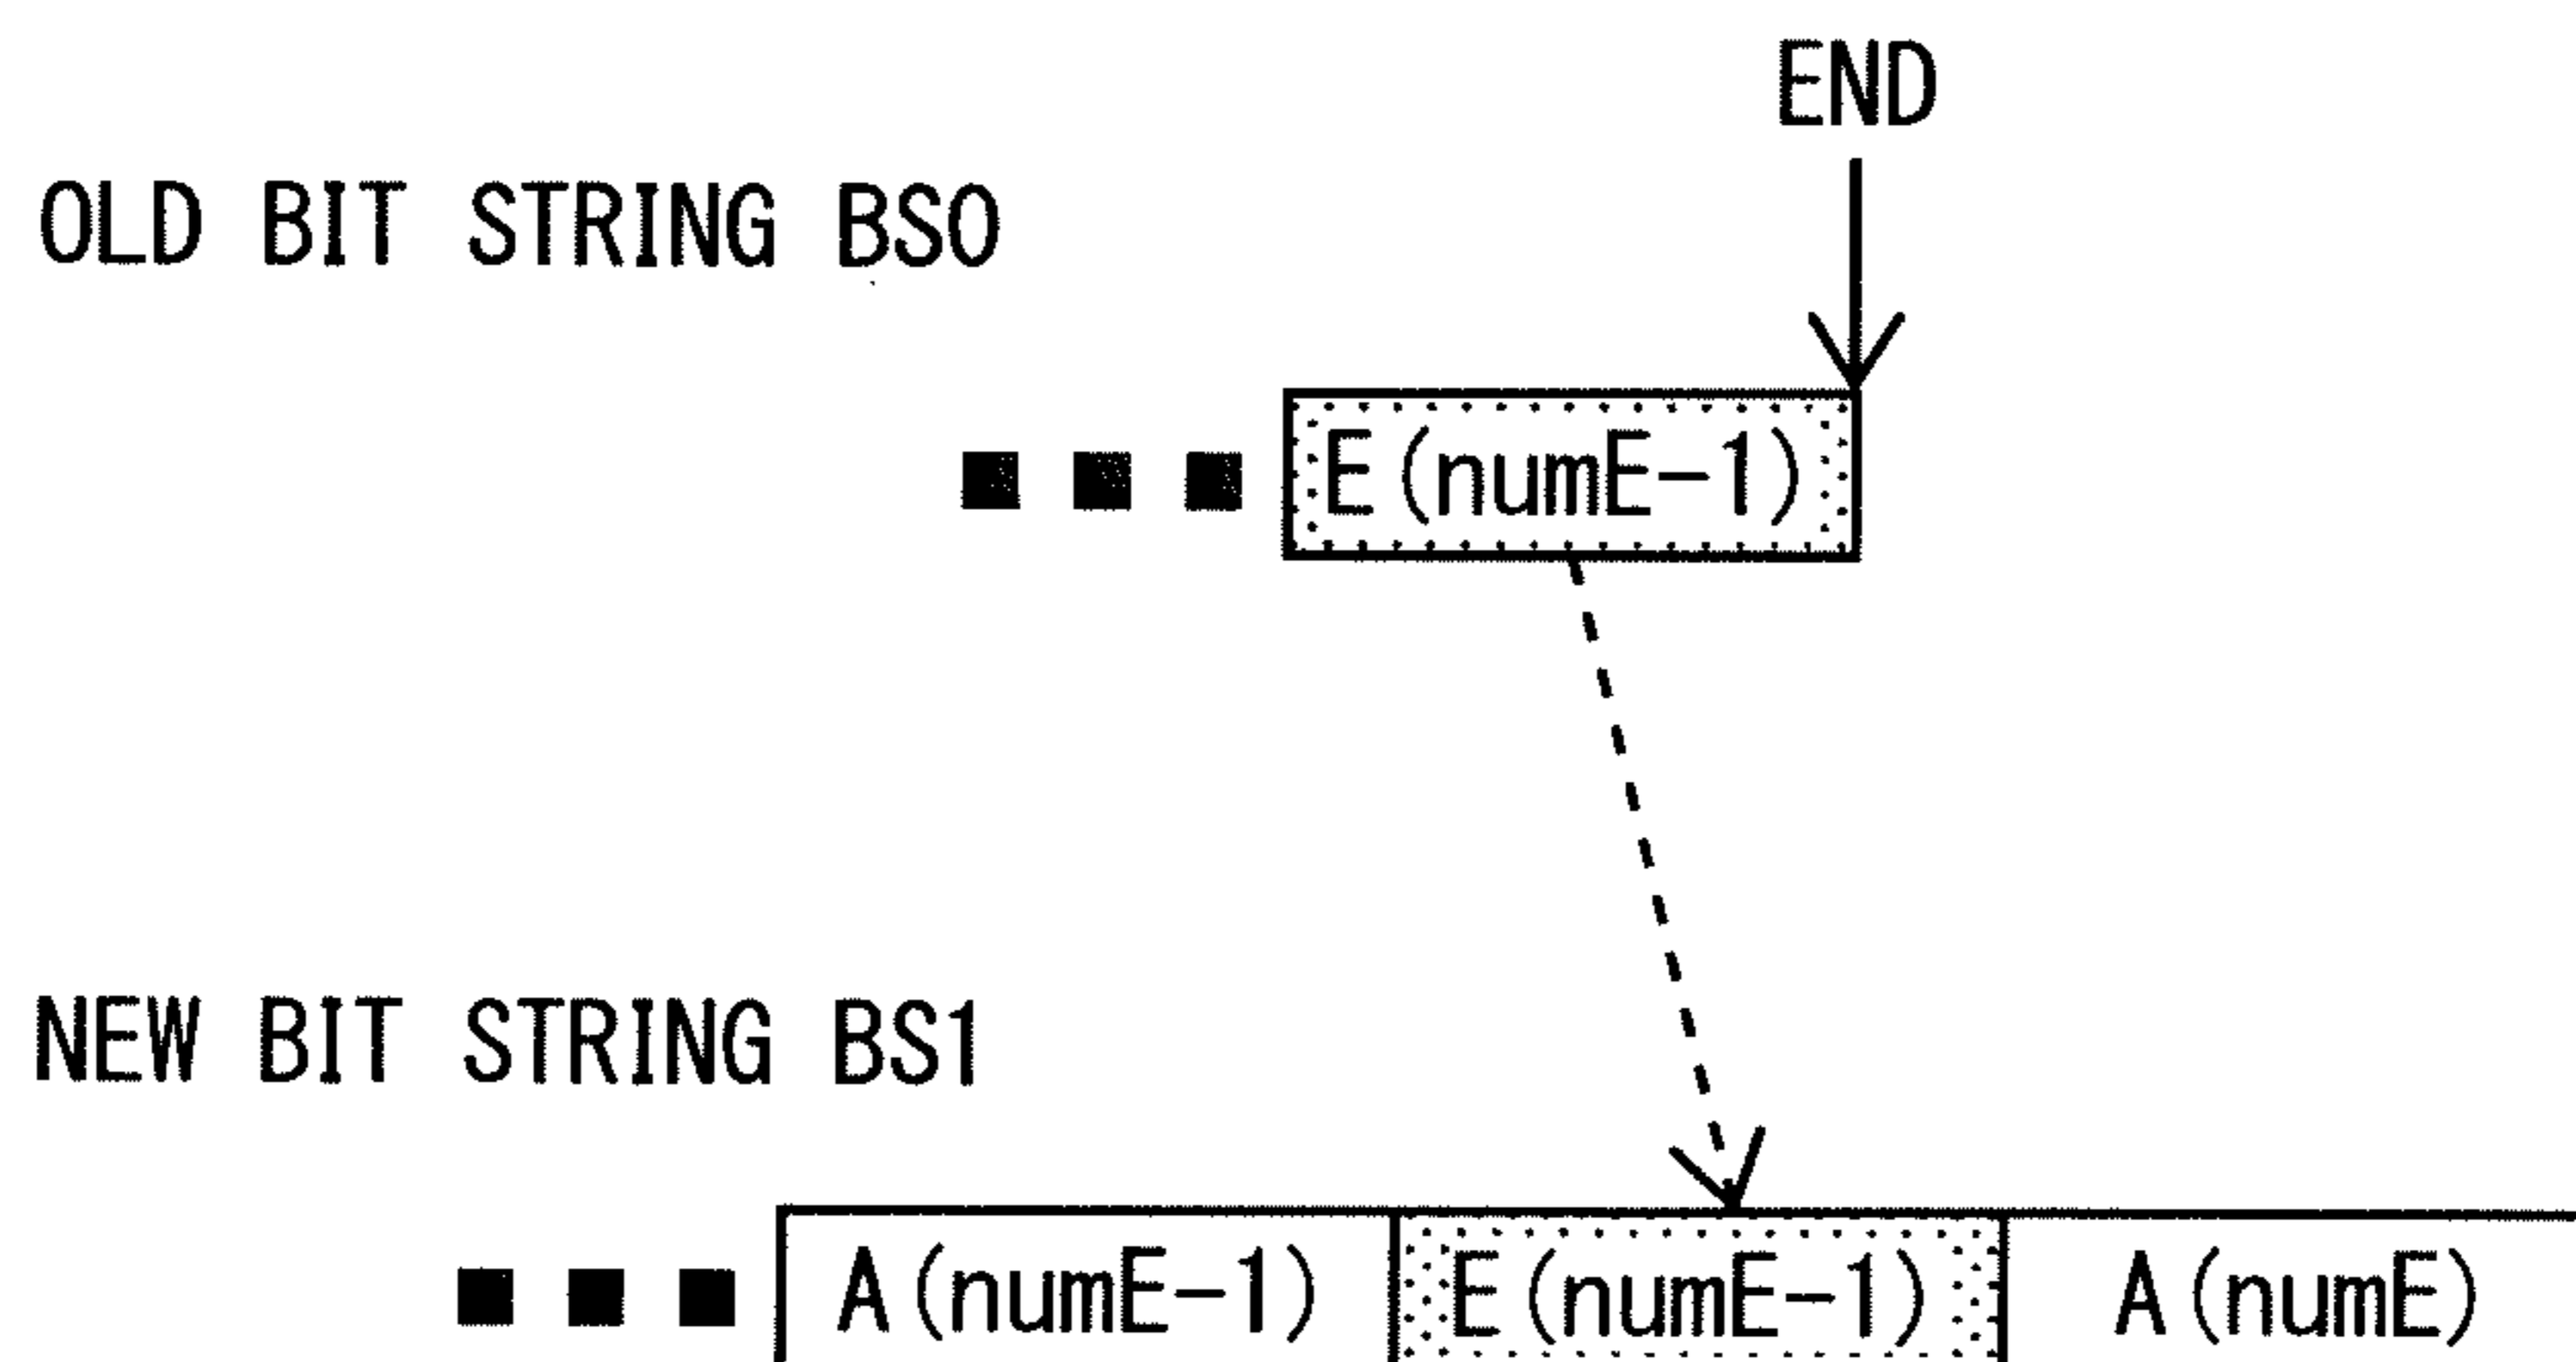 END
OLD BIT STRING BS0
E(numE-1)
NEW BIT STRING BS1
A(numE-1) E(numE-1) A(numE)